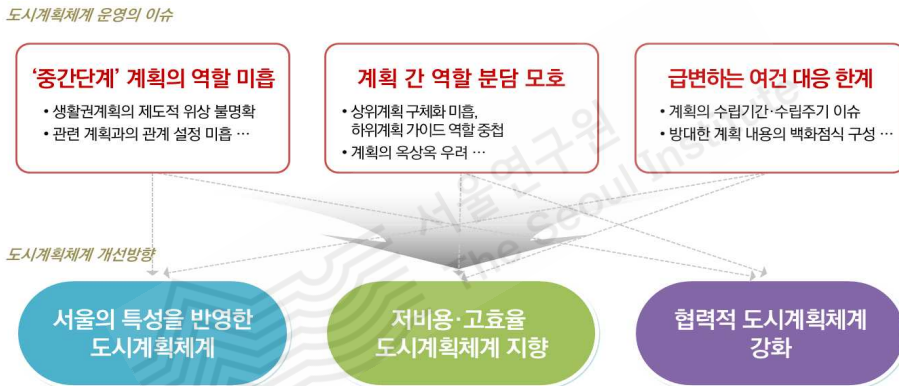 도시계획체계 운영의 이슈
‘중간단계’ 계획의 역할 미흡
• 생활권계획의 제도적 위상 불명확
• 관련 계획과의 관계 설정 미흡 …
계획 간 역할 분담 모호
• 상위계획 구체화 미흡,
하위계획 가이드 역할 중첩
• 계획의 옥상옥 우려 …
급변하는 여건 대응 한계
• 계획의 수립기간·수립주기 이슈
• 방대한 계획 내용의 백화점식 구성 …
서울연구원
The Seoul Institute
도시계획체계 개선방향
서울의 특성을 반영한
도시계획체계
저비용·고효율
도시계획체계 지향
협력적 도시계획체계
강화